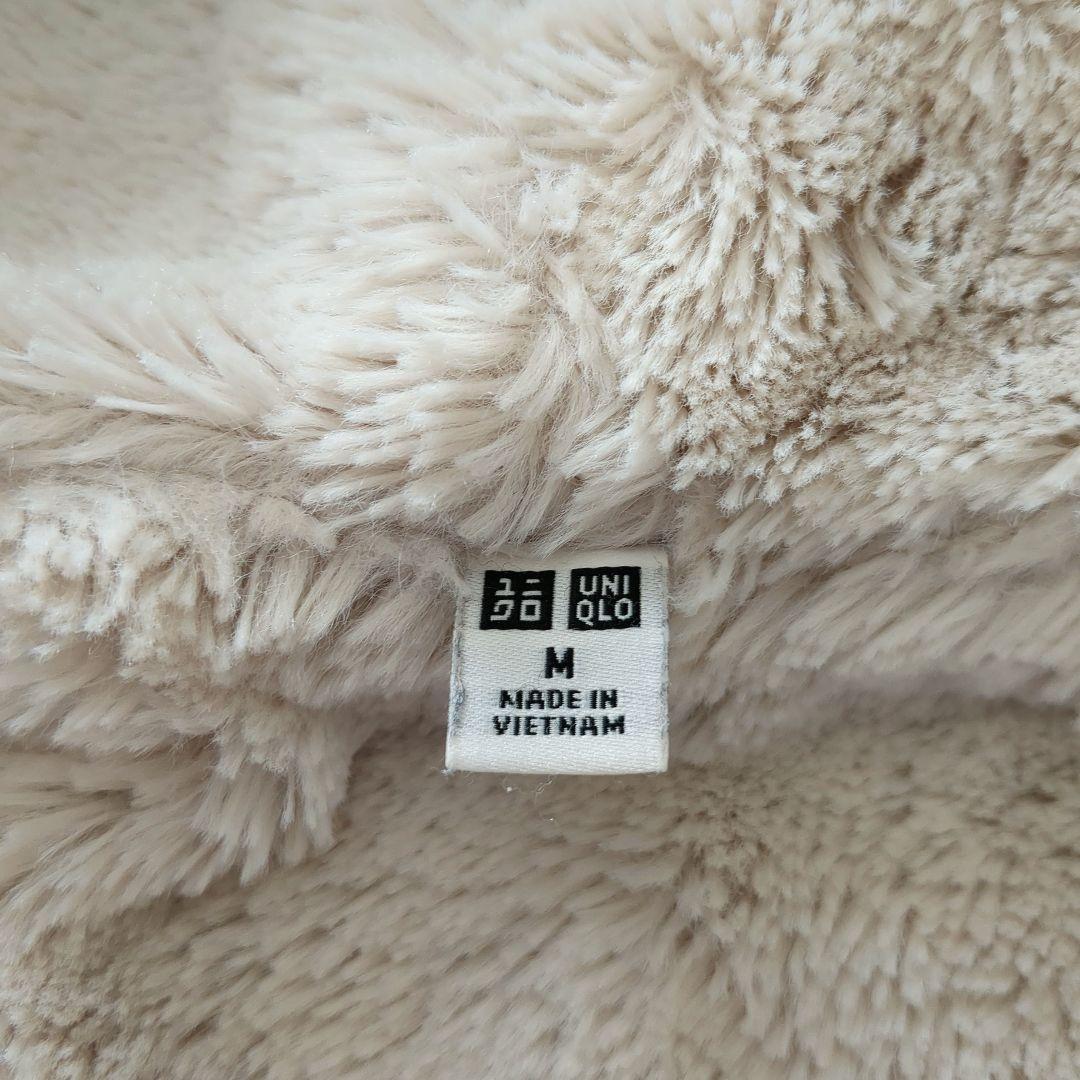 ユニ UNI
クロ QLO
M
MADE IN
VIETNAM